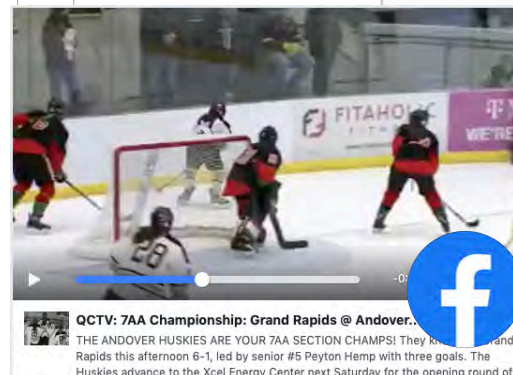 FITAHOLIC
FITNESS
WE'RE
28
QCTV: 7AA Championship: Grand Rapids @ Andover...
THE ANDOVER HUSKIES ARE YOUR 7AA SECTION CHAMPS! They
Rapids this afternoon 6-1, led by senior #5 Peyton Hemp with three goals. The
Huskies advance to the Xcel Energy Center next Saturday for the opening round of